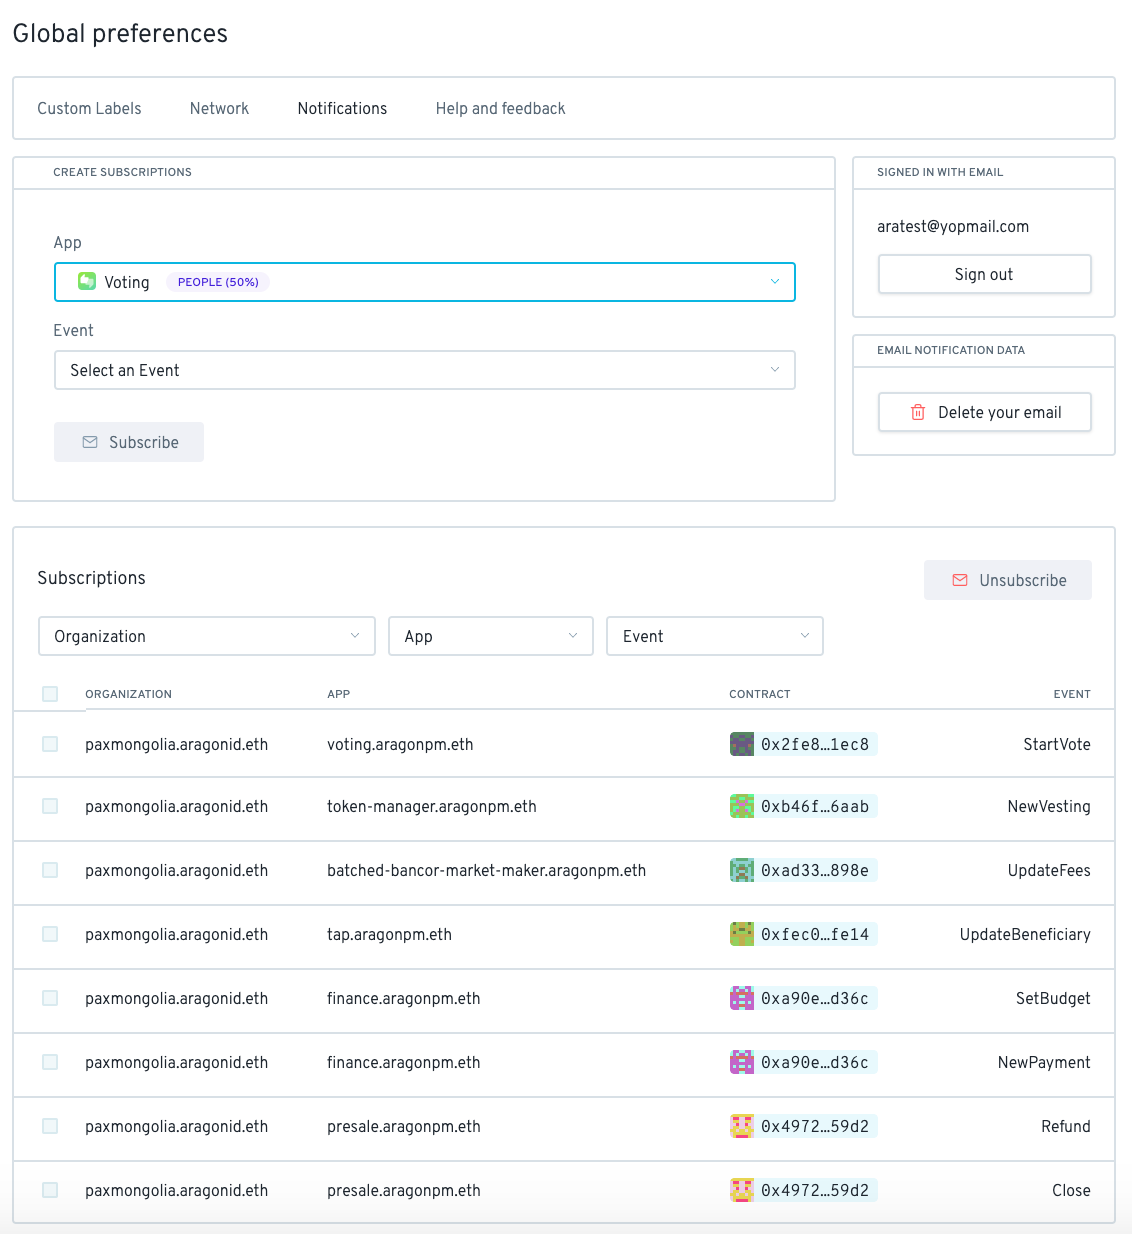 Global preferences
Custom Labels Network Notifications Help and feedback
CREATE SUBSCRIPTIONS
App
Voting PEOPLE (50%)
Event
Select an Event
Subscribe
SIGNED IN WITH EMAIL
aratest@yopmail.com
Sign out
EMAIL NOTIFICATION DATA
Delete your email
Subscriptions
Unsubscribe
Organization App Event
ORGANIZATION APP CONTRACT EVENT
paxmongolia.aragonid.eth voting.aragonpm.eth 0x2fe8…1ec8 StartVote
paxmongolia.aragonid.eth token-manager.aragonpm.eth 0xb46f…6aab NewVesting
paxmongolia.aragonid.eth batched-bancor-market-maker.aragonpm.eth 0xad33…898e UpdateFees
paxmongolia.aragonid.eth tap.aragonpm.eth 0xfec0…fe14 UpdateBeneficiary
paxmongolia.aragonid.eth finance.aragonpm.eth 0xa90e…d36c SetBudget
paxmongolia.aragonid.eth finance.aragonpm.eth 0xa90e…d36c NewPayment
paxmongolia.aragonid.eth presale.aragonpm.eth 0x4972…59d2 Refund
paxmongolia.aragonid.eth presale.aragonpm.eth 0x4972…59d2 Close